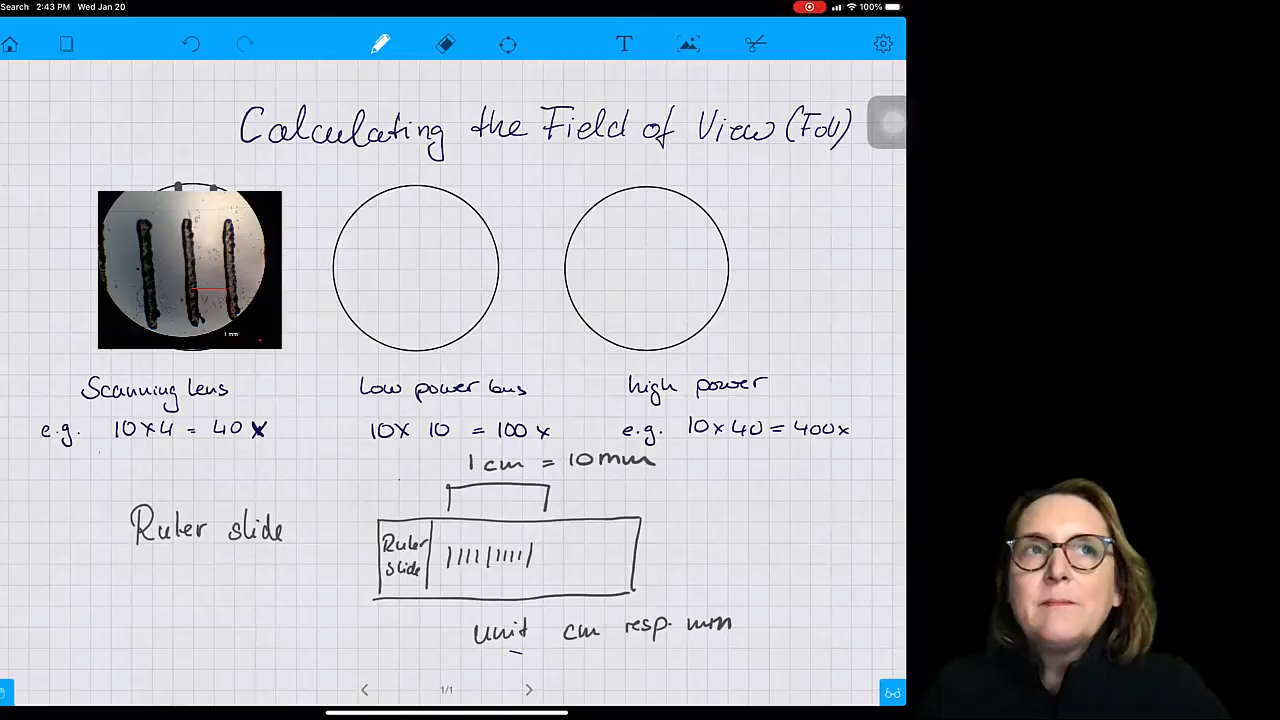 Search 2:43 PM Wed Jan 20 100%
T
Calculating the Field of View (FoV)
1 mm
Scanning lens low power lens high power
e.g. 10x4 = 40x 10x 10 = 100x e.g. 10x40 = 400x
1 cm = 10mm
Ruler slide
Ruler
slide
unit cm resp. mm
1/1